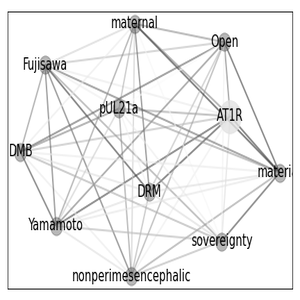 maternal
Open
Fujisawa
pUL21a
AT1R
DMB
materi
DRM
Yamamoto
sovereignty
nonperimesencephalic